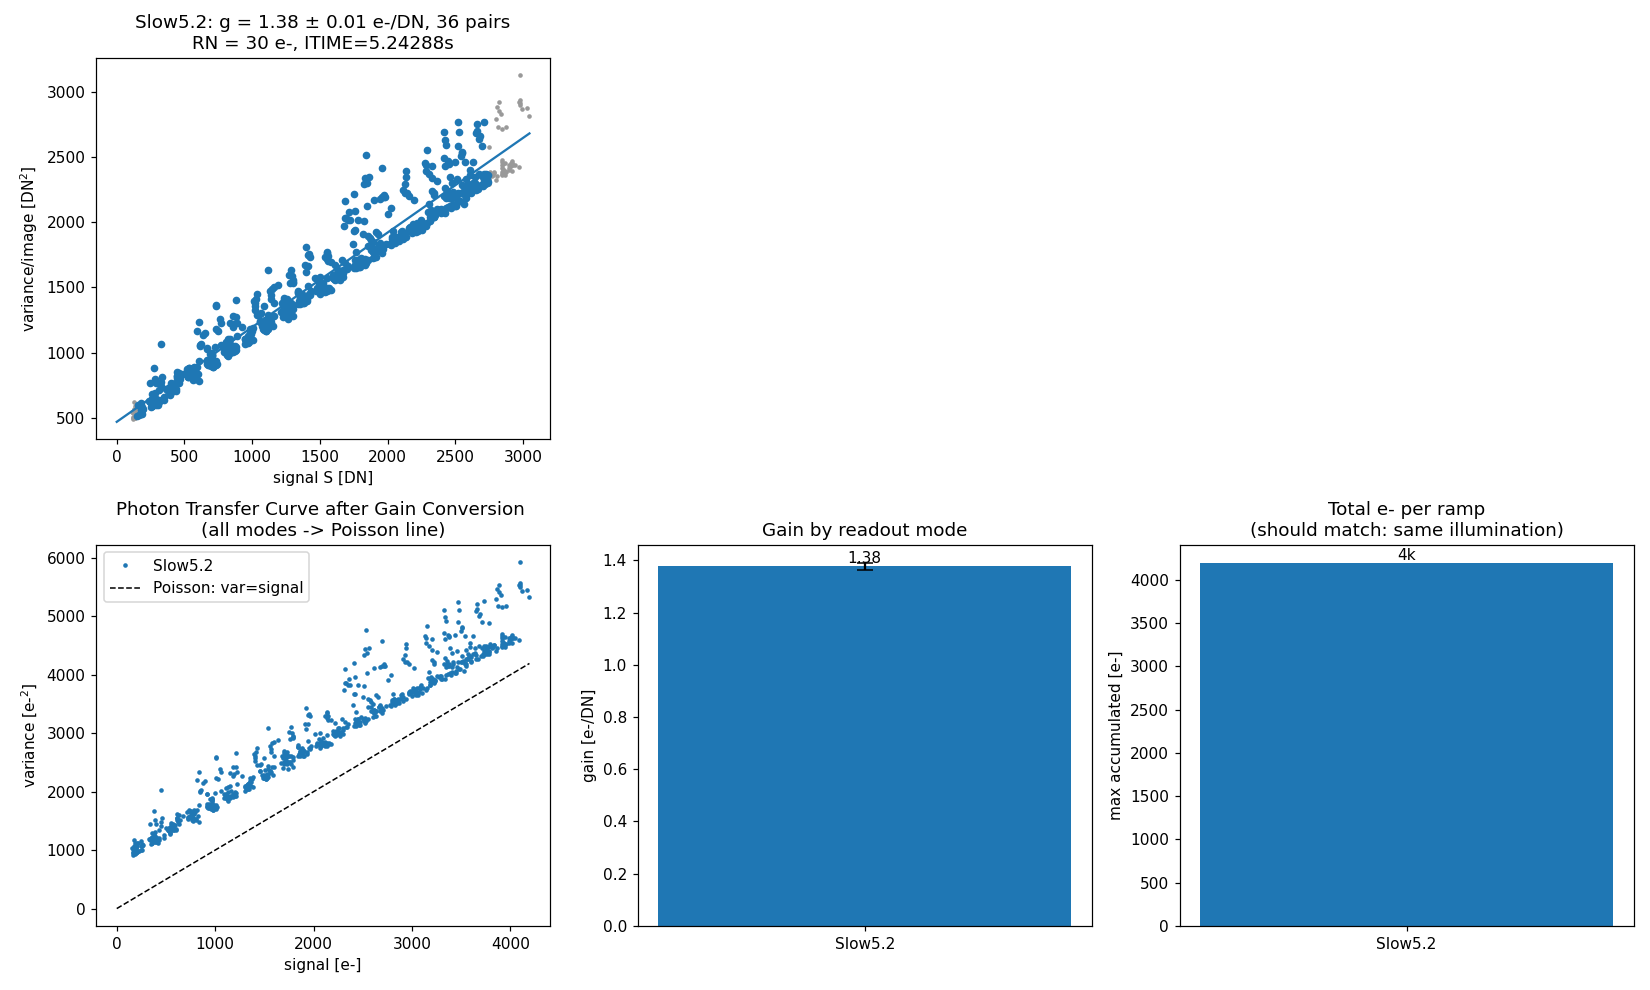 Slow5.2: g = 1.38 ± 0.01 e-/DN, 36 pairs
RN = 30 e-, ITIME=5.24288s
variance/image [DN²]
3000
2500
2000
1500
1000
500
0 500 1000 1500 2000 2500 3000
signal S [DN]
Photon Transfer Curve after Gain Conversion
(all modes -> Poisson line)
Slow5.2
Poisson: var=signal
variance [e-²]
6000
5000
4000
3000
2000
1000
0
0 1000 2000 3000 4000
signal [e-]
Gain by readout mode
1.38
gain [e-/DN]
1.4
1.2
1.0
0.8
0.6
0.4
0.2
0.0
Slow5.2
Total e- per ramp
(should match: same illumination)
4k
max accumulated [e-]
4000
3500
3000
2500
2000
1500
1000
500
0
Slow5.2